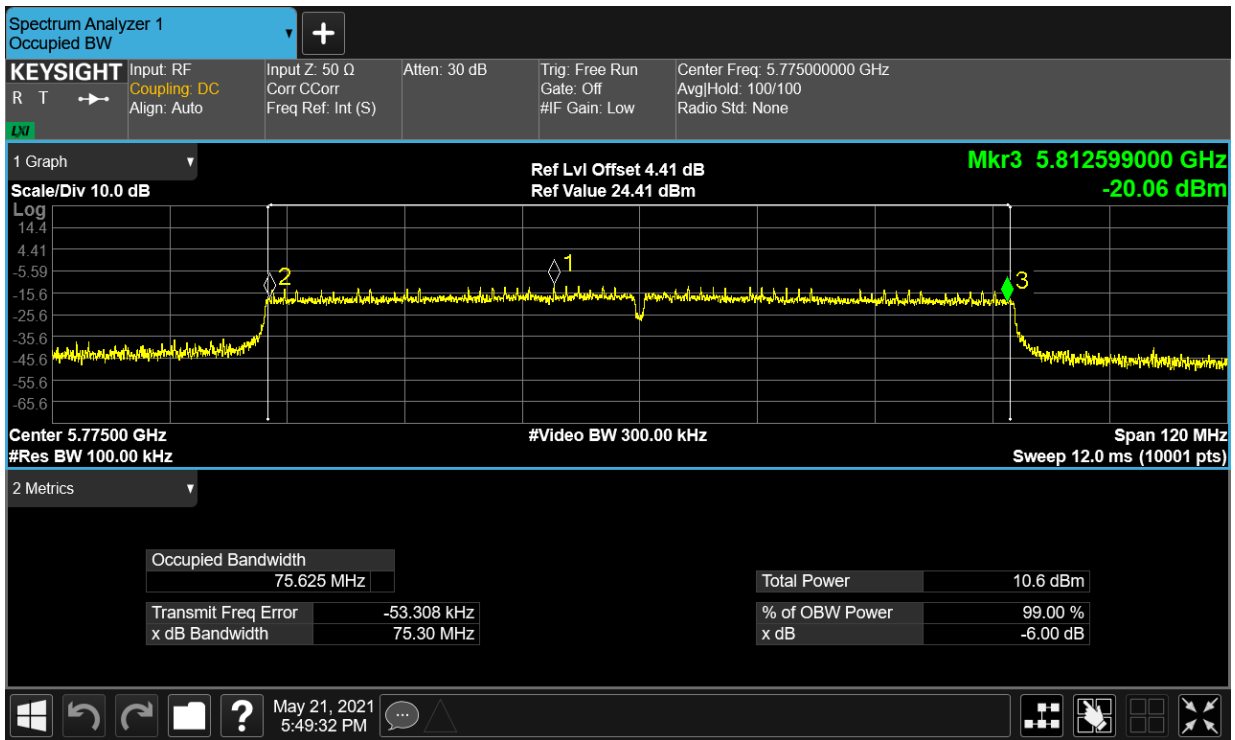 Spectrum Analyzer 1
Occupied BW
KEYSIGHT
R T
LXI
Input: RF
Coupling: DC
Align: Auto
Input Z: 50 Ω
Corr CCorr
Freq Ref: Int (S)
Atten: 30 dB
Trig: Free Run
Gate: Off
#IF Gain: Low
Center Freq: 5.775000000 GHz
Avg|Hold: 100/100
Radio Std: None
1 Graph
Scale/Div 10.0 dB
Ref Lvl Offset 4.41 dB
Ref Value 24.41 dBm
Mkr3 5.812599000 GHz
-20.06 dBm
Log
14.4
4.41
-5.59
-15.6
-25.6
-35.6
-45.6
-55.6
-65.6
2
1
3
Center 5.77500 GHz
#Video BW 300.00 kHz
Span 120 MHz
#Res BW 100.00 kHz
Sweep 12.0 ms (10001 pts)
2 Metrics
Occupied Bandwidth
75.625 MHz
Total Power 10.6 dBm
Transmit Freq Error -53.308 kHz
% of OBW Power 99.00 %
x dB Bandwidth 75.30 MHz
x dB -6.00 dB
?
May 21, 2021
5:49:32 PM